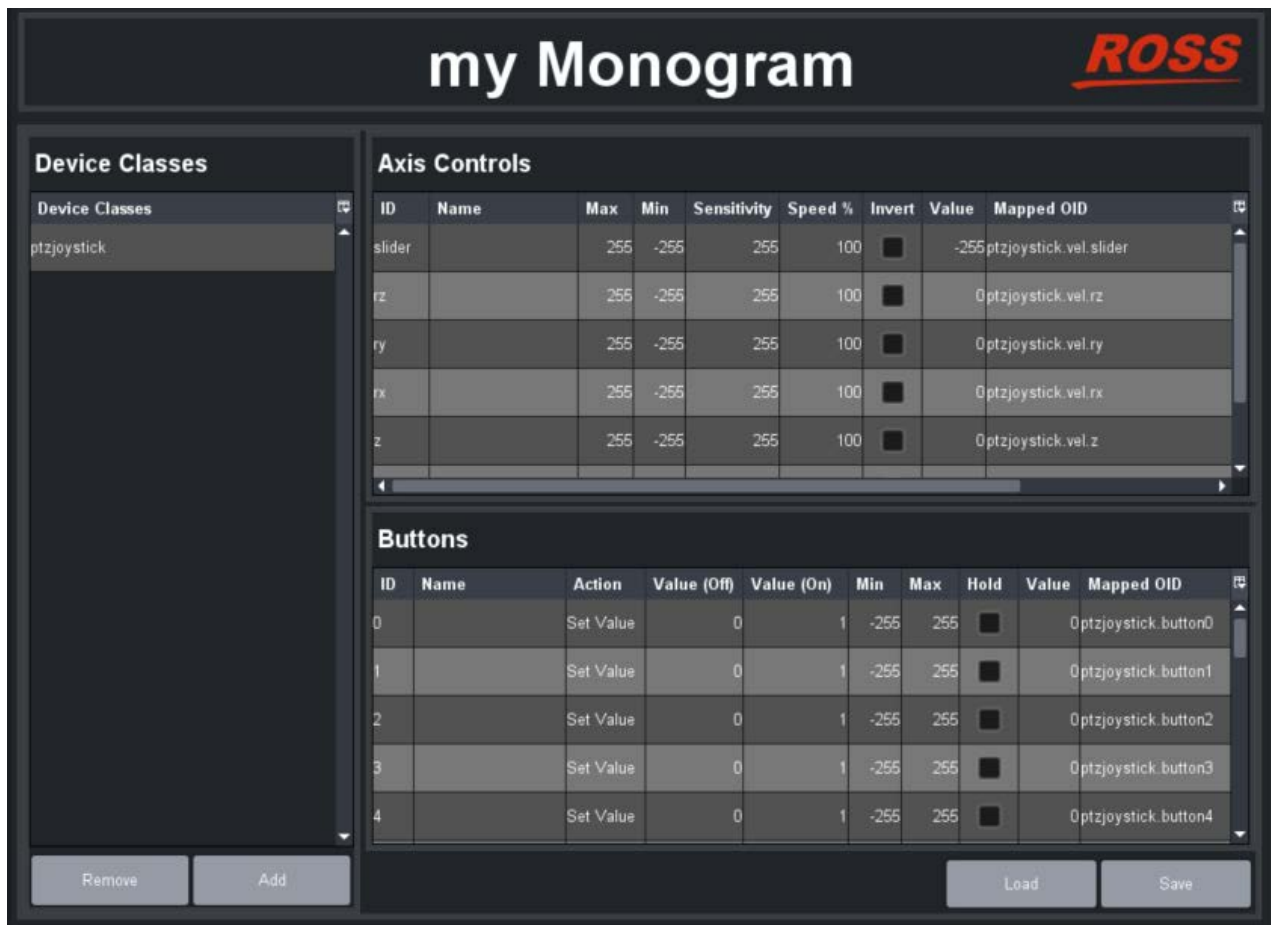 my Monogram
ROSS
Device Classes
Device Classes
ptzjoystick
Remove Add
Axis Controls
ID Name Max Min Sensitivity Speed % Invert Value Mapped OID
slider 255 -255 255 100 -255 ptzjoystick.vel.slider
rz 255 -255 255 100 0 ptzjoystick.vel.rz
ry 255 -255 255 100 0 ptzjoystick.vel.ry
rx 255 -255 255 100 0 ptzjoystick.vel.rx
z 255 -255 255 100 0 ptzjoystick.vel.z
Buttons
ID Name Action Value (Off) Value (On) Min Max Hold Value Mapped OID
0 Set Value 0 1 -255 255 0 ptzjoystick.button0
1 Set Value 0 1 -255 255 0 ptzjoystick.button1
2 Set Value 0 1 -255 255 0 ptzjoystick.button2
3 Set Value 0 1 -255 255 0 ptzjoystick.button3
4 Set Value 0 1 -255 255 0 ptzjoystick.button4
Load Save